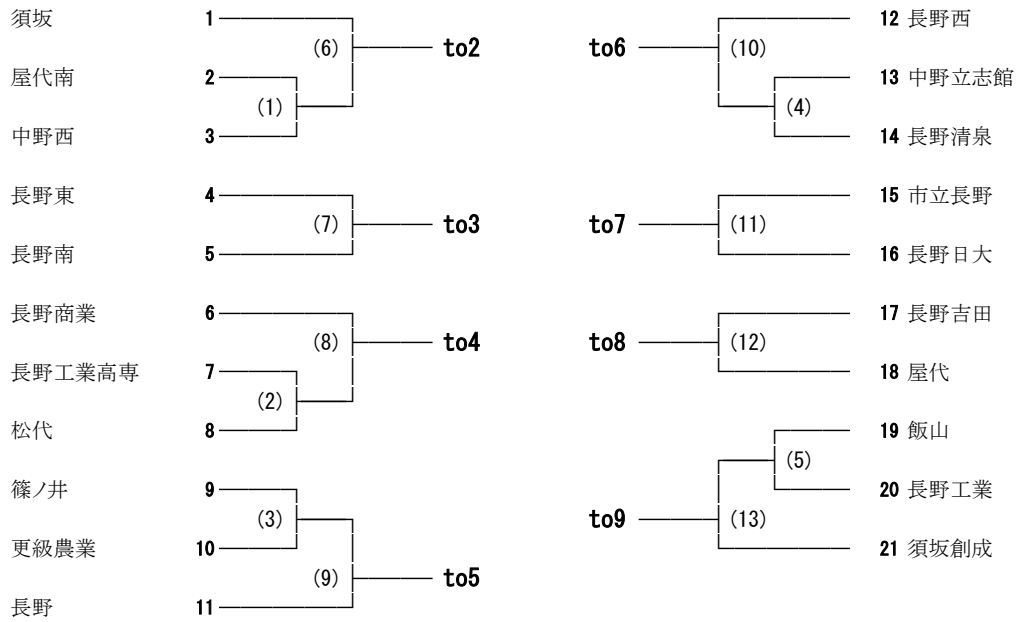 須坂 1
(6) to2
屋代南 2
(1)
中野西 3
長野東 4
(7) to3
長野南 5
長野商業 6
(8) to4
長野工業高専 7
(2)
松代 8
篠ノ井 9
(3)
更級農業 10
(9) to5
長野 11
12 長野西
to6 (10)
13 中野立志館
(4)
14 長野清泉
15 市立長野
to7 (11)
16 長野日大
17 長野吉田
to8 (12)
18 屋代
19 飯山
(5)
20 長野工業
to9 (13)
21 須坂創成